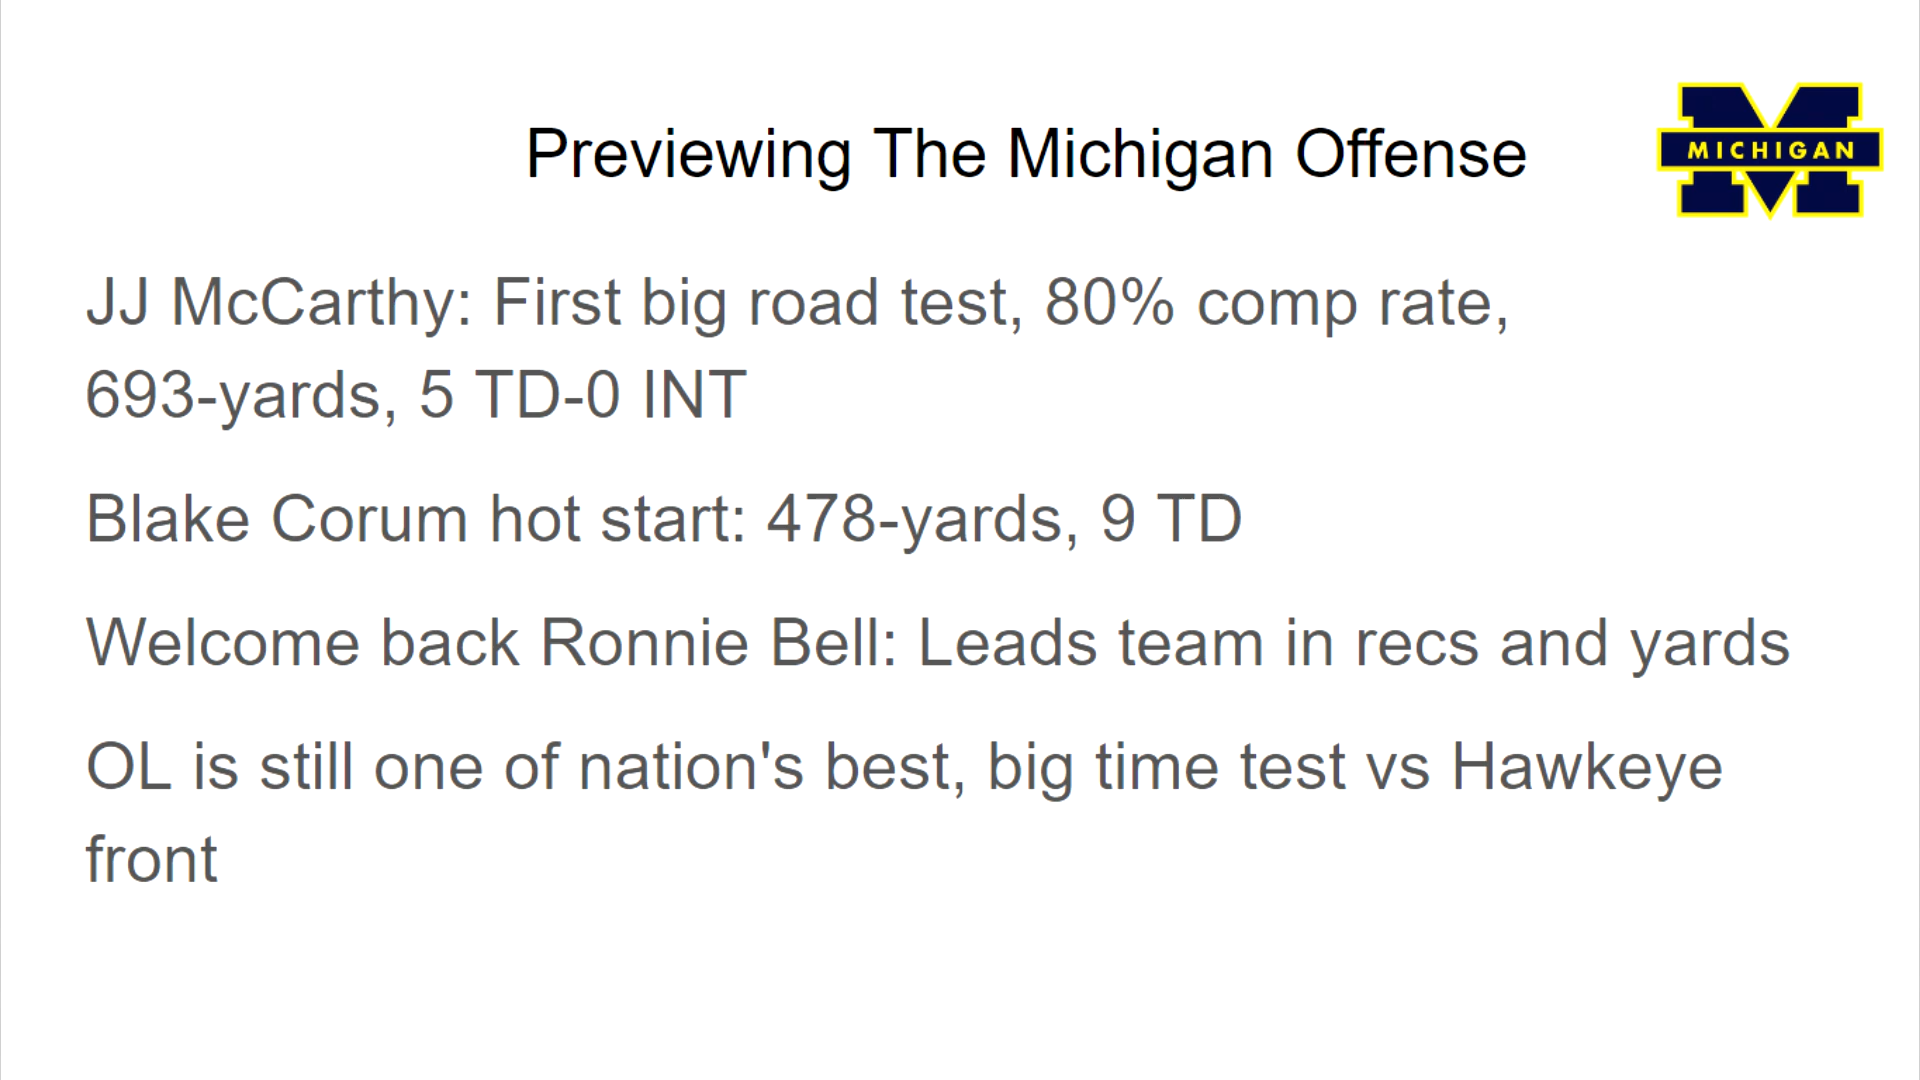 Previewing The Michigan Offense
MICHIGAN
JJ McCarthy: First big road test, 80% comp rate,
693-yards, 5 TD-0 INT
Blake Corum hot start: 478-yards, 9 TD
Welcome back Ronnie Bell: Leads team in recs and yards
OL is still one of nation's best, big time test vs Hawkeye
front